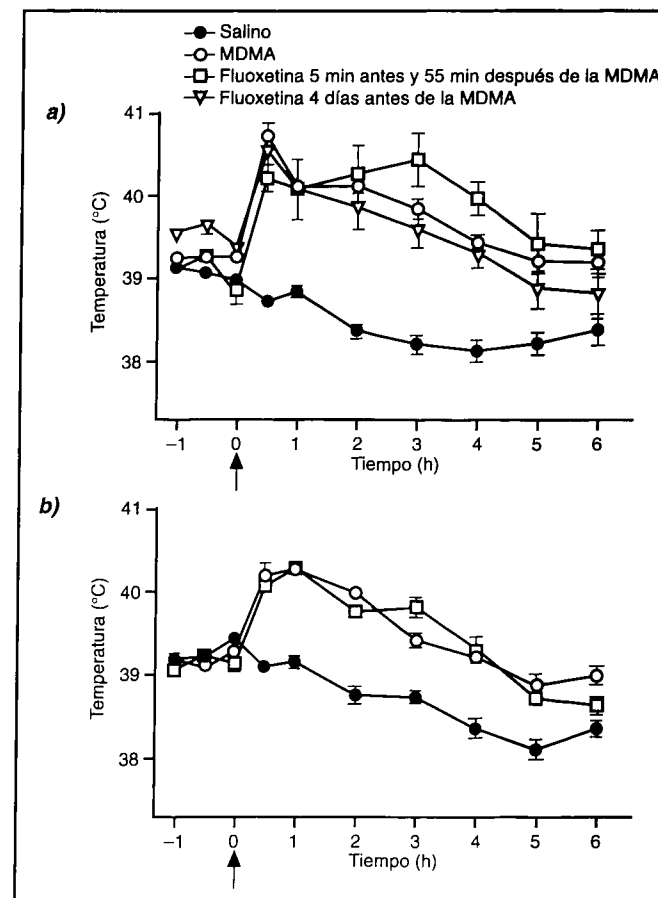 Salino
MDMA
Fluoxetina 5 min antes y 55 min después de la MDMA
Fluoxetina 4 días antes de la MDMA
a)
41
40
39
38
Temperatura (°C)
−1 0 1 2 3 4 5 6
Tiempo (h)
b)
41
40
39
38
Temperatura (°C)
−1 0 1 2 3 4 5 6
Tiempo (h)